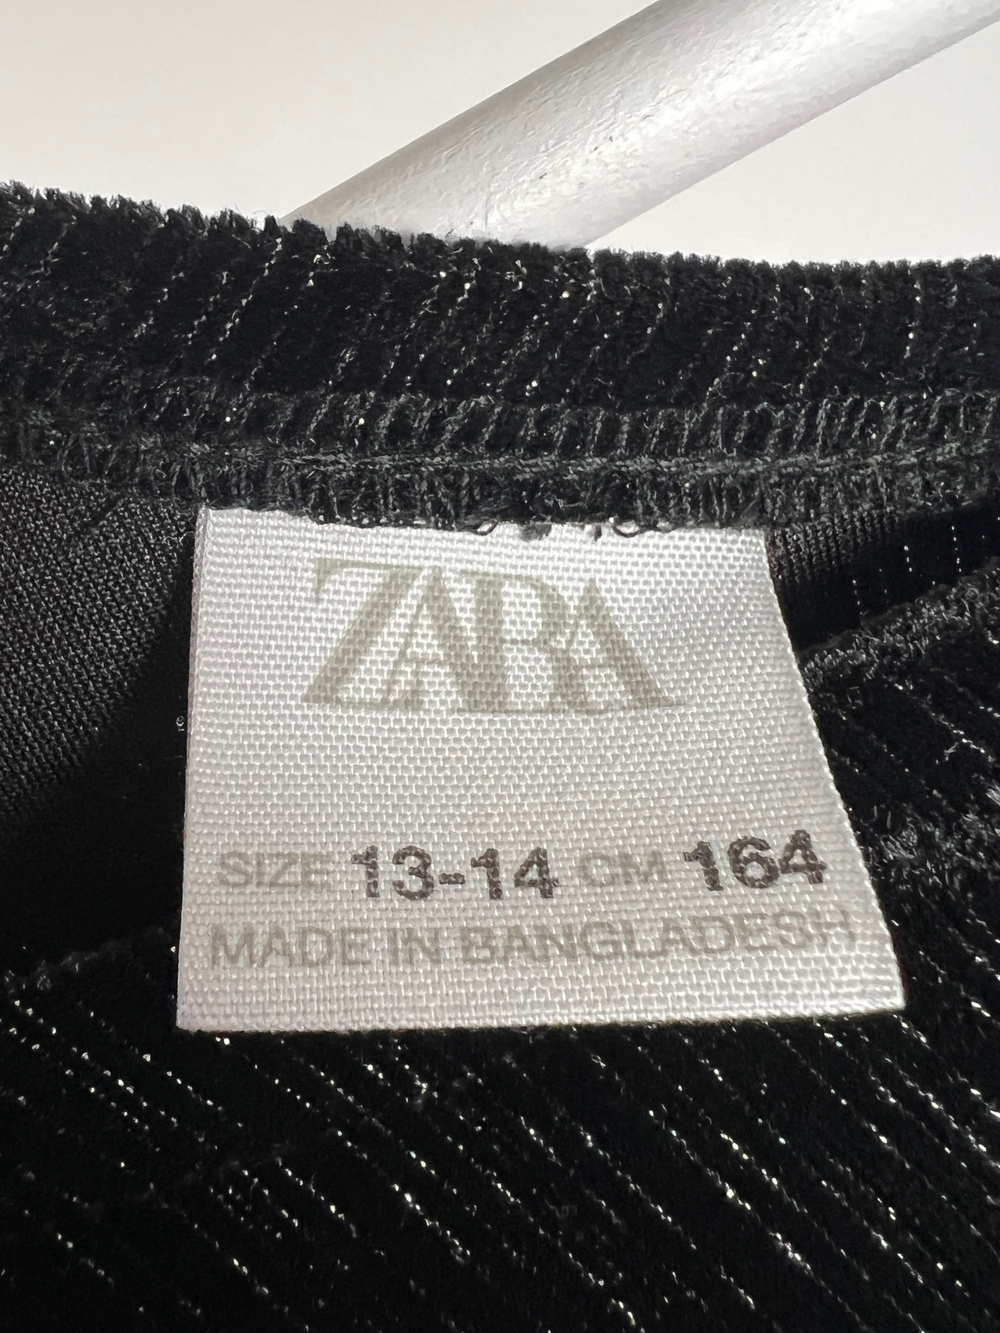 ZARA
SIZE 13-14 CM 164
MADE IN BANGLADESH